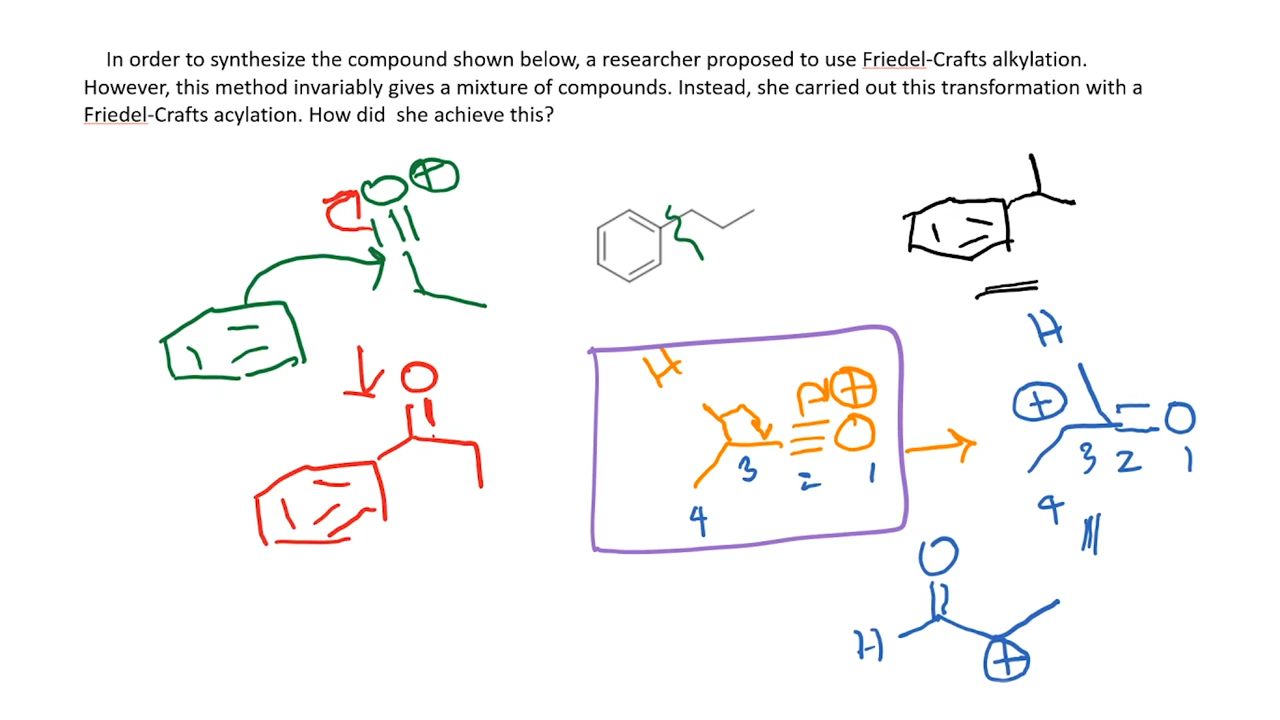 In order to synthesize the compound shown below, a researcher proposed to use Friedel-Crafts alkylation.
However, this method invariably gives a mixture of compounds. Instead, she carried out this transformation with a
Friedel-Crafts acylation. How did she achieve this?
O +
O
H
+
O
3 2 1
4
H
+
O
3 2 1
4
O
H
+